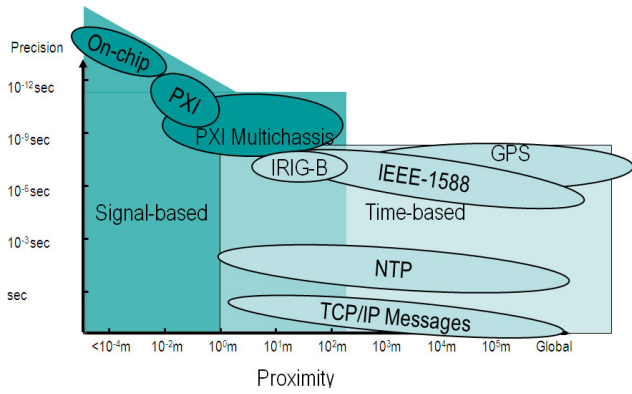 On-chip
Precision
10⁻¹²sec
PXI
10⁻⁹sec
PXI Multichassis
GPS
IRIG-B
IEEE-1588
10⁻⁶sec
Signal-based
Time-based
10⁻³sec
NTP
sec
TCP/IP Messages
<10⁻⁴m 10⁻²m 10⁰m 10¹m 10²m 10³m 10⁴m 10⁵m Global
Proximity